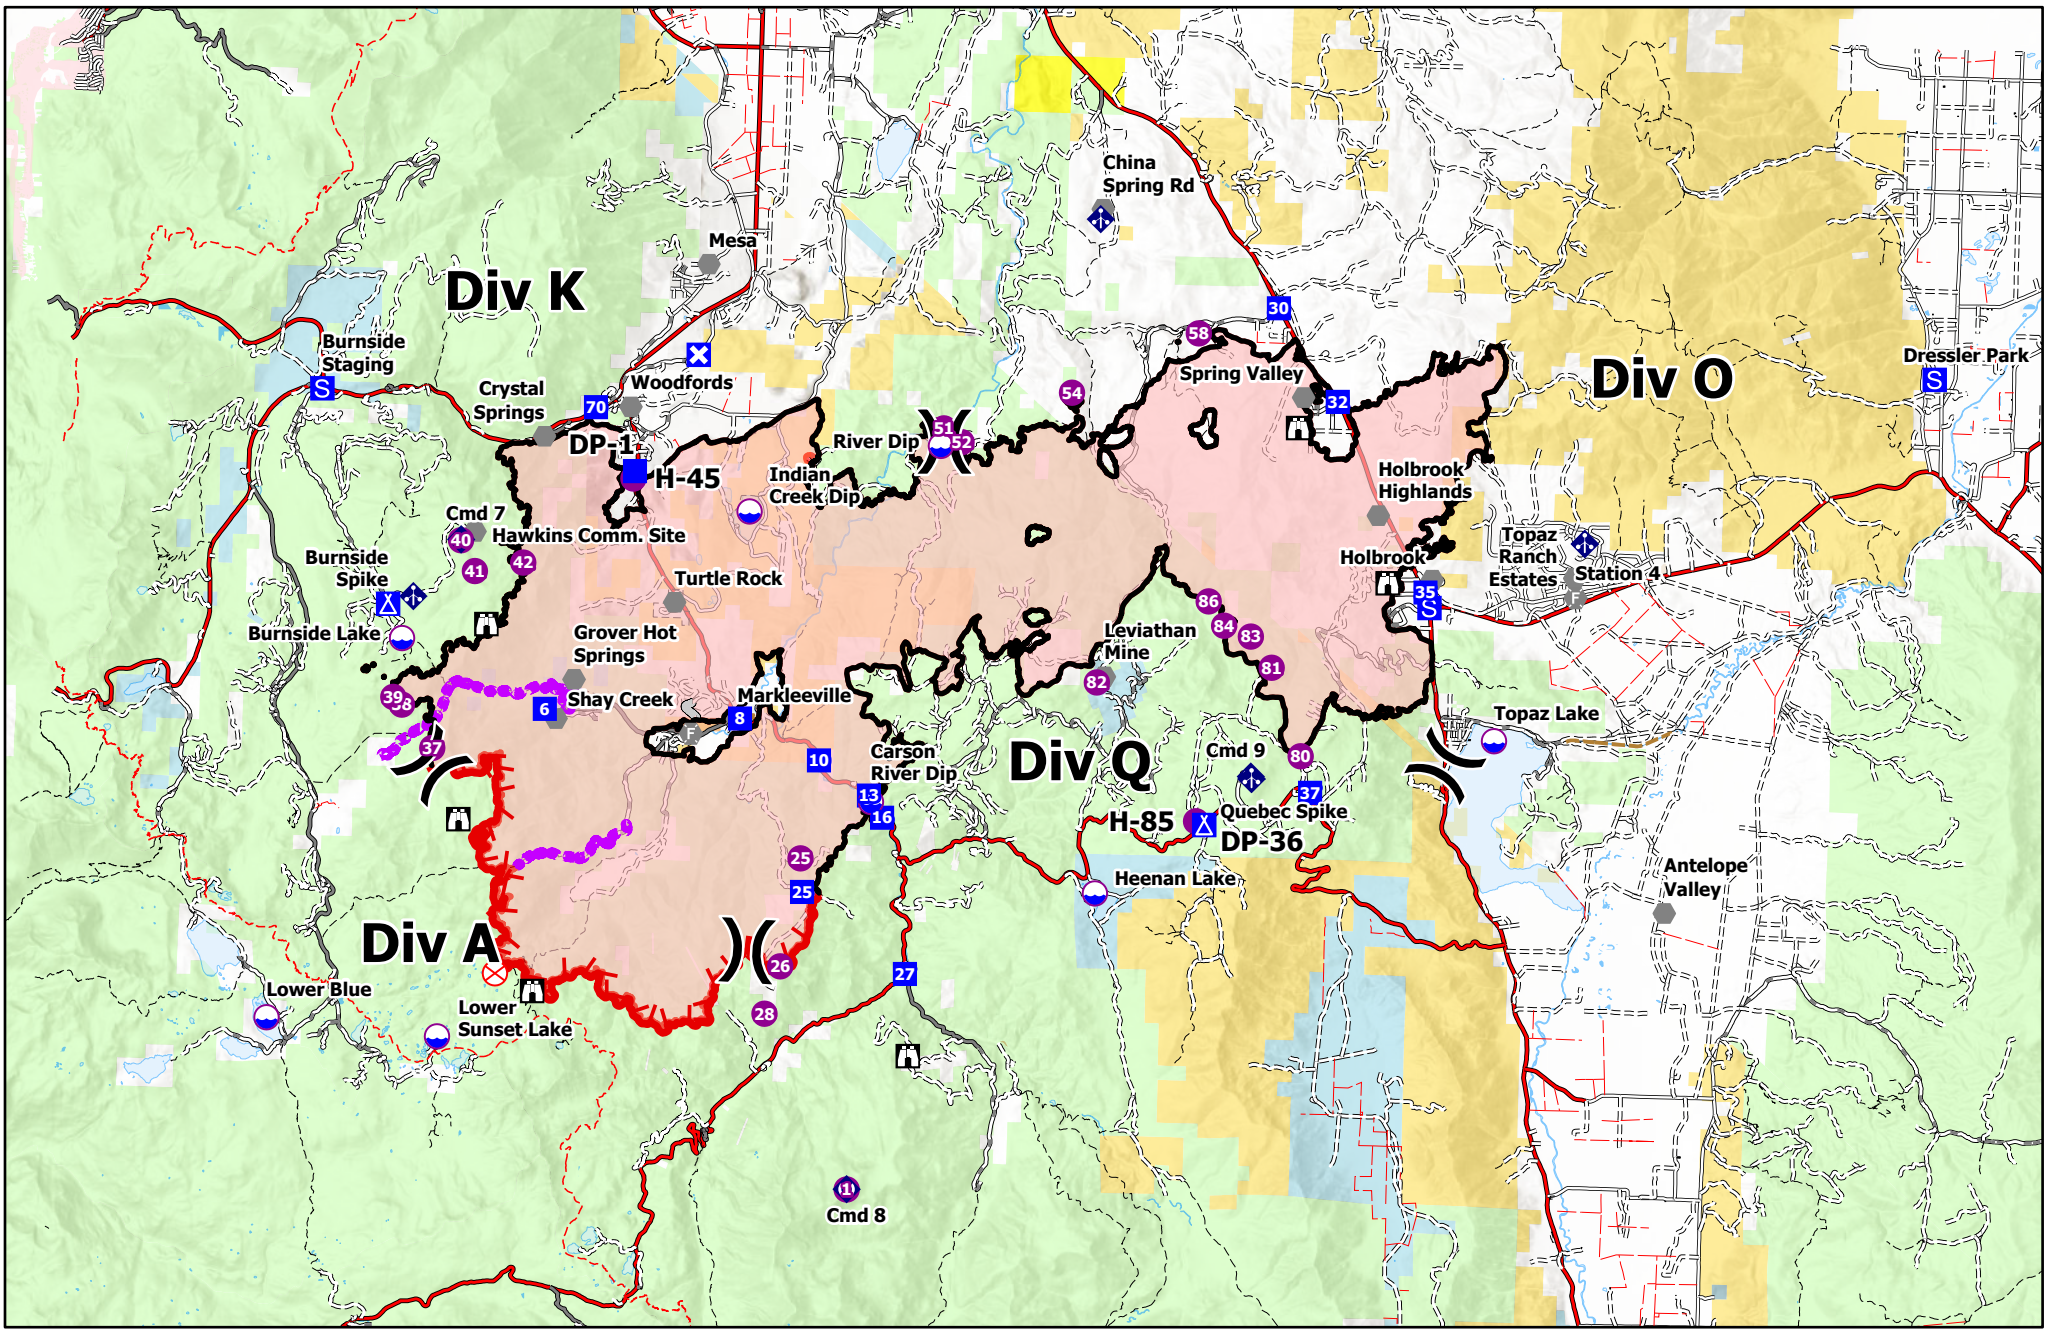 China
Spring Rd
Mesa
Div K
30
Burnside
Staging
S
58
Dressler Park
S
Div O
Crystal
Springs
Woodfords
70
Spring Valley
54
32
DP-1
H-45
River Dip
51
52
Indian
Creek Dip
Holbrook
Highlands
Cmd 7
40
Hawkins Comm. Site
41
42
Burnside
Spike
Topaz
Ranch
Estates
Station 4
F
Holbrook
35
S
Turtle Rock
Burnside Lake
Grover Hot
Springs
86
84
83
81
Leviathan
Mine
82
39
Shay Creek
6
Markleeville
8
F
37
Topaz Lake
Carson
River Dip
10
13
16
Div Q
Cmd 9
80
37
H-85
Quebec Spike
DP-36
25
25
Heenan Lake
Antelope
Valley
Div A
26
27
28
Lower Blue
Lower
Sunset Lake
Cmd 8